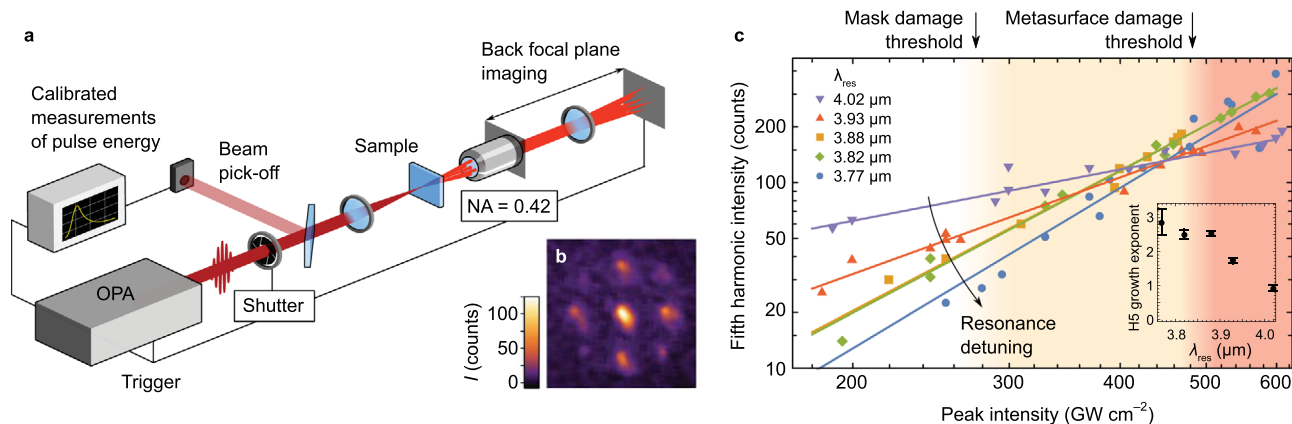 a
Calibrated
measurements
of pulse energy
Beam
pick-off
Sample
Back focal plane
imaging
NA = 0.42
OPA
Shutter
Trigger
b
I (counts)
100
50
0
c
Mask damage
threshold
Metasurface damage
threshold
λres
4.02 μm
3.93 μm
3.88 μm
3.82 μm
3.77 μm
Fifth harmonic intensity (counts)
200
100
50
20
10
200
300
400
500
600
Peak intensity (GW cm−2)
Resonance
detuning
H5 growth exponent
3
2
1
0
3.8
3.9
4.0
λres (μm)